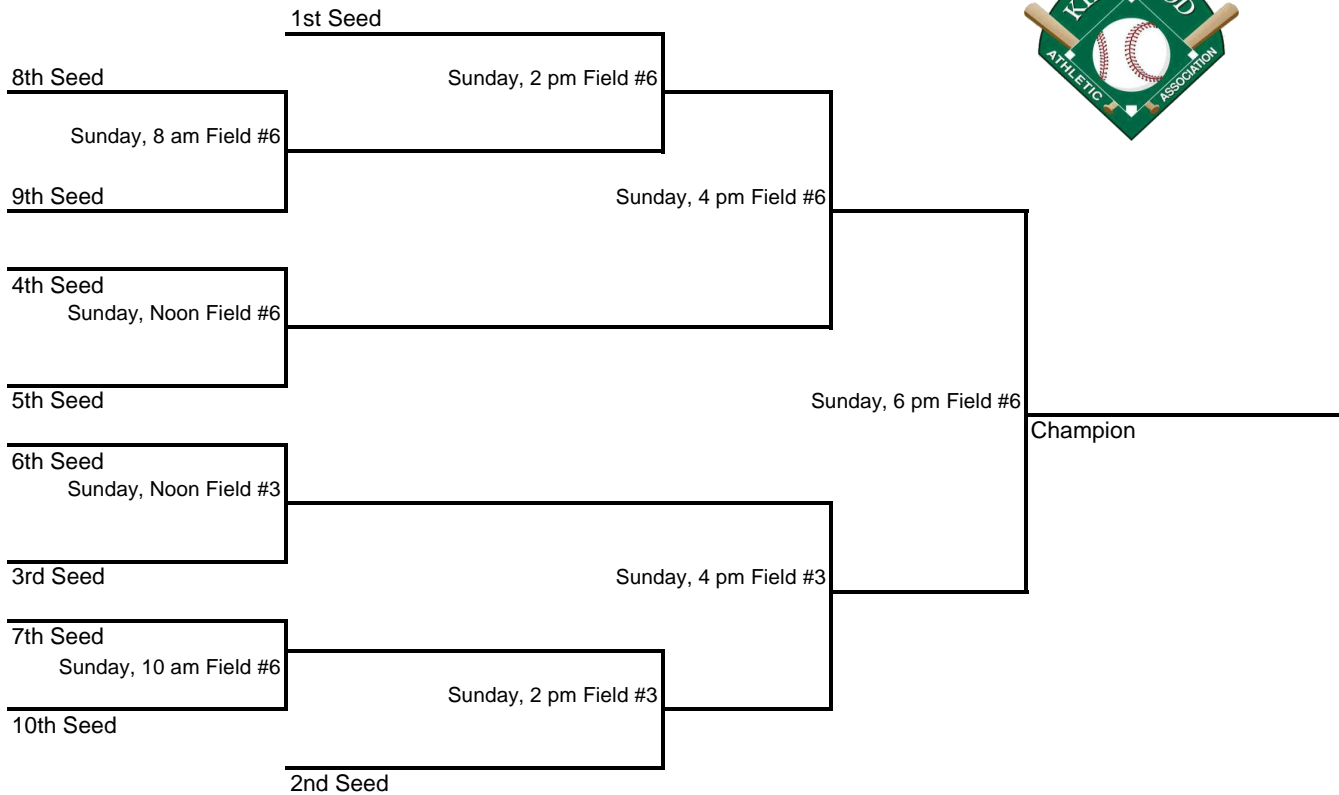 1st Seed
8th Seed
Sunday, 2 pm Field #6
Sunday, 8 am Field #6
9th Seed
Sunday, 4 pm Field #6
4th Seed
Sunday, Noon Field #6
5th Seed
Sunday, 6 pm Field #6
Champion
6th Seed
Sunday, Noon Field #3
3rd Seed
Sunday, 4 pm Field #3
7th Seed
Sunday, 10 am Field #6
Sunday, 2 pm Field #3
10th Seed
2nd Seed
ATHLETIC ASSOCIATION